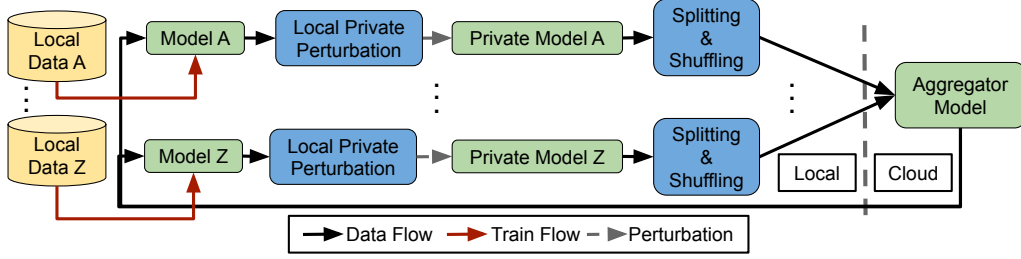 Local
Data A
Model A
Local Private
Perturbation
Private Model A
Splitting
&
Shuffling
Aggregator
Model
Local
Data Z
Model Z
Local Private
Perturbation
Private Model Z
Splitting
&
Shuffling
Local
Cloud
Data Flow
Train Flow
Perturbation